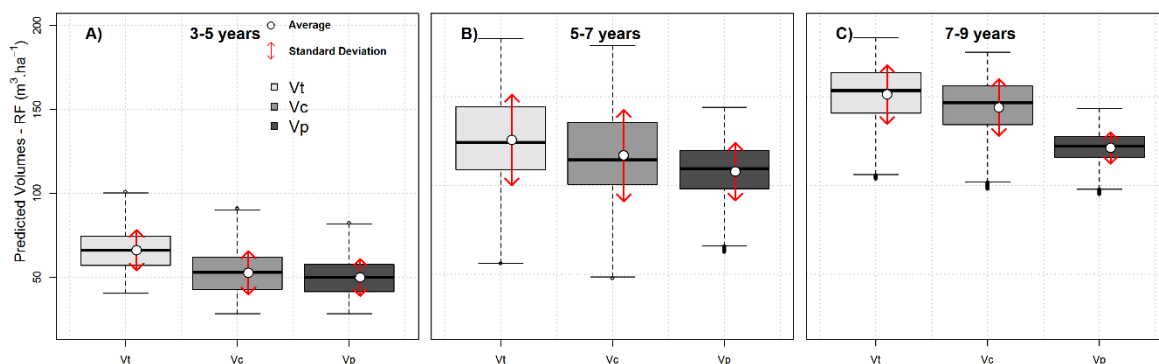 A) 3-5 years
Average
Standard Deviation
Vt
Vc
Vp
B) 5-7 years
C) 7-9 years
Predicted Volumes - RF (m³.ha⁻¹)
200
150
100
50
Vt Vc Vp
Vt Vc Vp
Vt Vc Vp